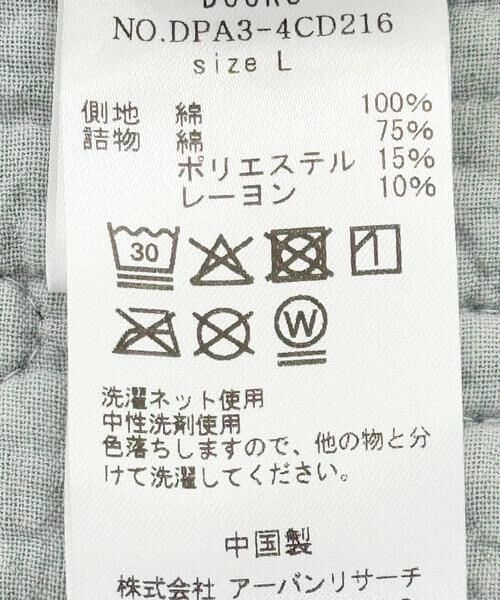 NO.DPA3-4CD216
size L
側地 綿 100%
詰物 綿 75%
ポリエステル 15%
レーヨン 10%
30
W
洗濯ネット使用
中性洗剤使用
色落ちしますので、他の物と分
けて洗濯してください。
中国製
株式会社 アーバンリサーチ